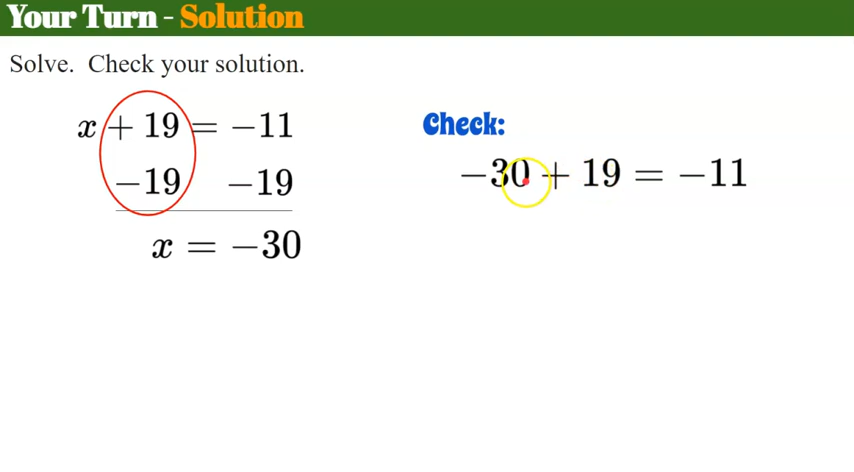 Your Turn - Solution
Solve. Check your solution.
x + 19 = −11
−19 −19
x = −30
Check:
−30 + 19 = −11